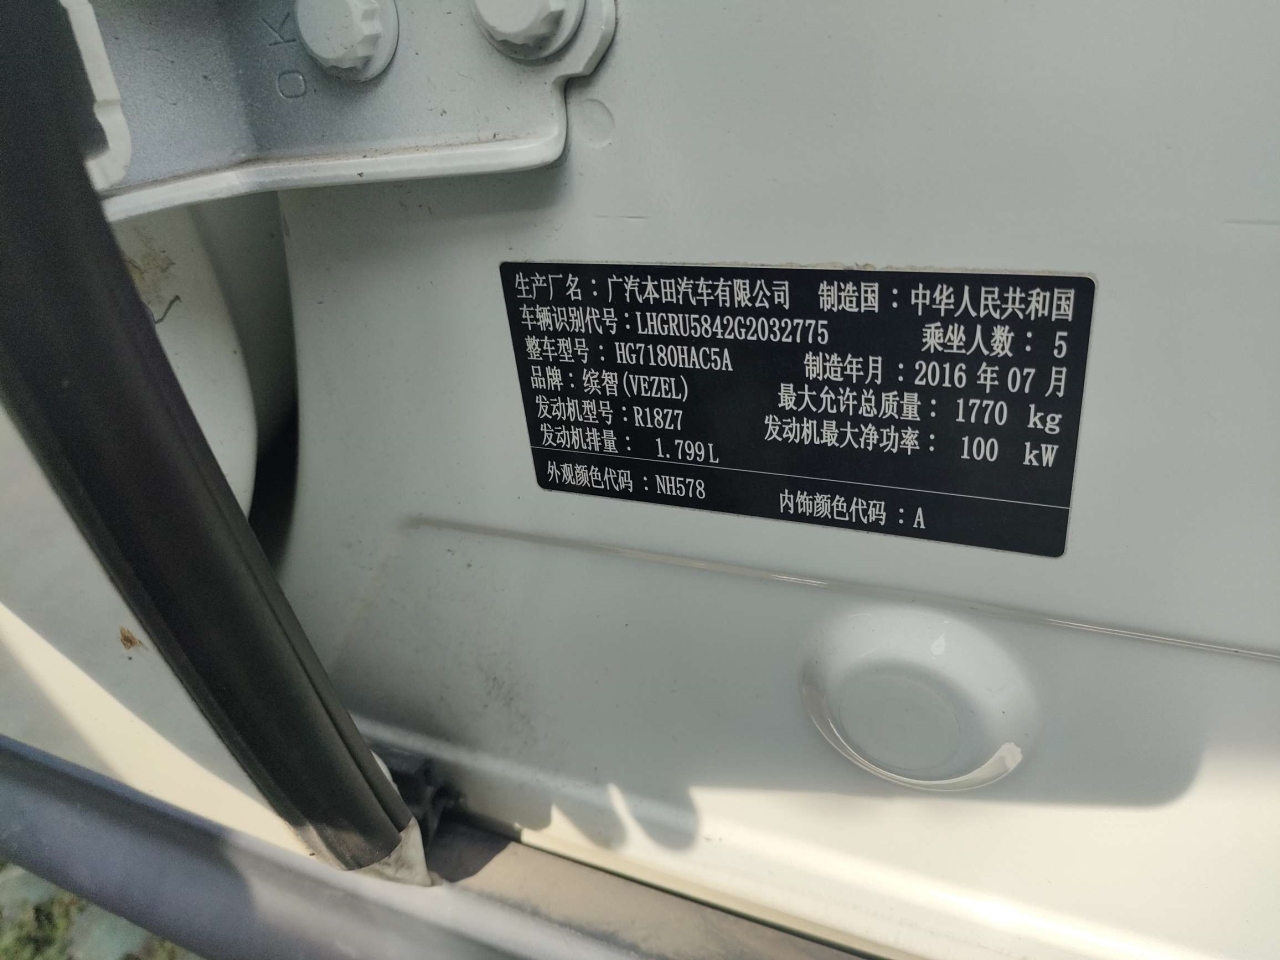 OK
生产厂名：广汽本田汽车有限公司 制造国：中华人民共和国
车辆识别代号：LHGRU5842G2032775 乘坐人数：5
整车型号：HG7180HAC5A 制造年月：2016 年 07 月
品牌：缤智(VEZEL) 最大允许总质量：1770 kg
发动机型号：R18Z7 发动机最大净功率：100 kW
发动机排量：1.799L
外观颜色代码：NH578 内饰颜色代码：A